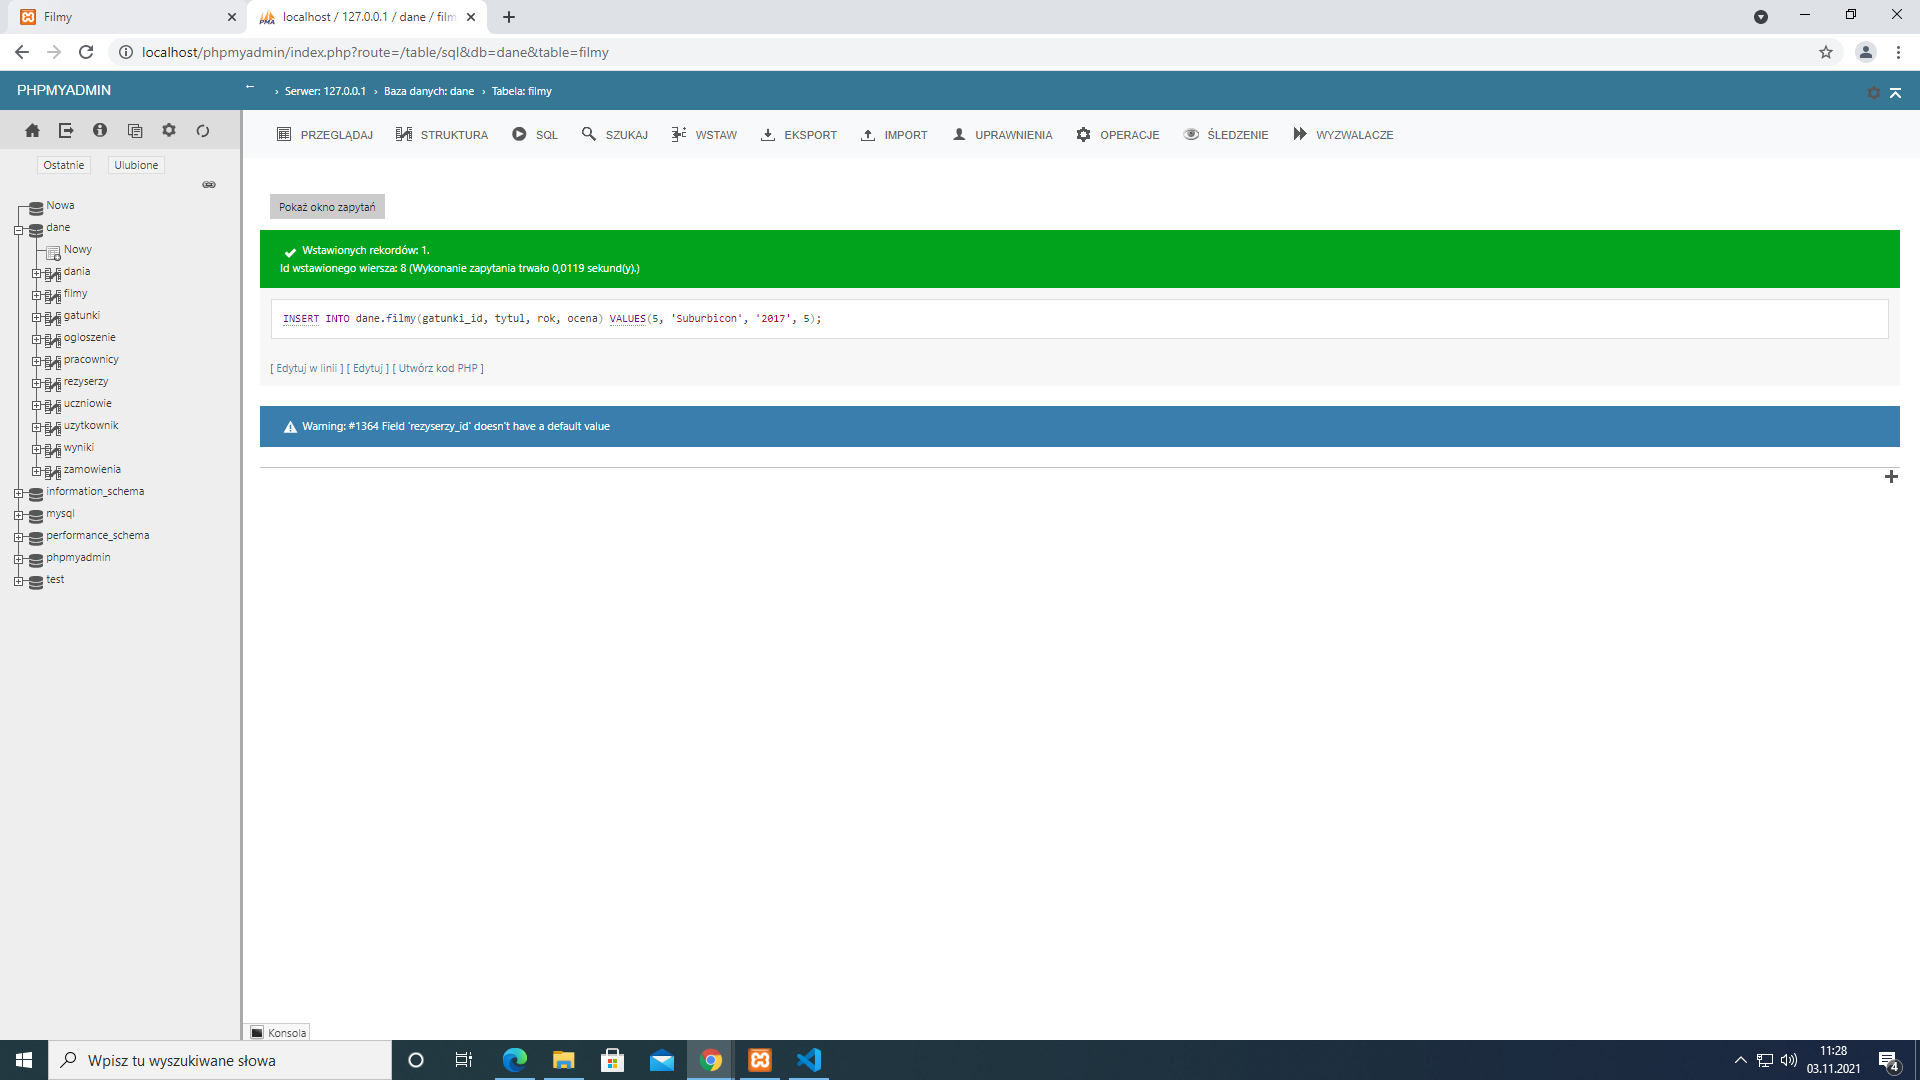 Filmy
localhost / 127.0.0.1 / dane / film
localhost/phpmyadmin/index.php?route=/table/sql&db=dane&table=filmy
PHPMYADMIN
← › Serwer: 127.0.0.1 › Baza danych: dane › Tabela: filmy
PRZEGLĄDAJ STRUKTURA SQL SZUKAJ WSTAW EKSPORT IMPORT UPRAWNIENIA OPERACJE ŚLEDZENIE WYZWALACZE
Ostatnie Ulubione
Nowa
dane
Nowy
dania
filmy
gatunki
ogloszenie
pracownicy
rezyserzy
uczniowie
uzytkownik
wyniki
zamowienia
information_schema
mysql
performance_schema
phpmyadmin
test
Pokaż okno zapytań
Wstawionych rekordów: 1.
Id wstawionego wiersza: 8 (Wykonanie zapytania trwało 0,0119 sekund(y).)
INSERT INTO dane.filmy(gatunki_id, tytul, rok, ocena) VALUES(5, 'Suburbicon', '2017', 5);
[ Edytuj w linii ] [ Edytuj ] [ Utwórz kod PHP ]
Warning: #1364 Field 'rezyserzy_id' doesn't have a default value
Konsola
Wpisz tu wyszukiwane słowa
11:28
03.11.2021
4